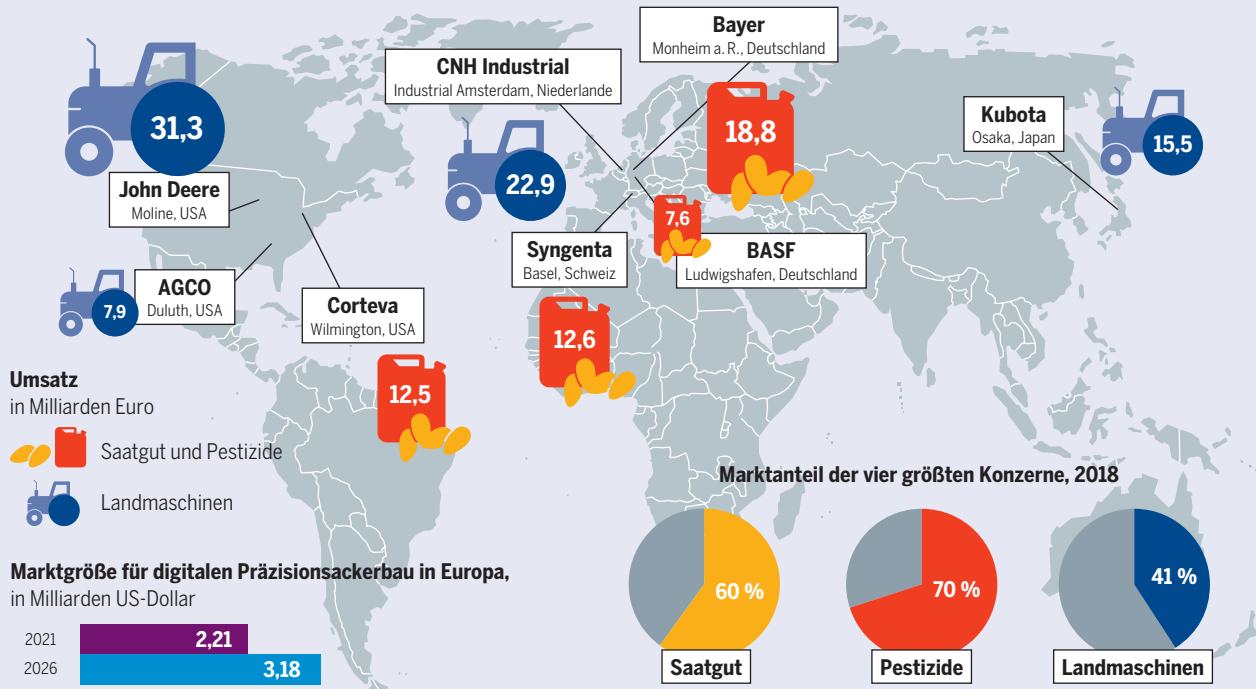 Bayer
Monheim a. R., Deutschland
CNH Industrial
Industrial Amsterdam, Niederlande
18,8
Kubota
Osaka, Japan
15,5
31,3
22,9
John Deere
Moline, USA
7,6
Syngenta
Basel, Schweiz
BASF
Ludwigshafen, Deutschland
AGCO
Duluth, USA
7,9
Corteva
Wilmington, USA
12,6
12,5
Umsatz
in Milliarden Euro
Saatgut und Pestizide
Landmaschinen
Marktanteil der vier größten Konzerne, 2018
60 %
70 %
41 %
Saatgut
Pestizide
Landmaschinen
Marktgröße für digitalen Präzisionsackerbau in Europa,
in Milliarden US-Dollar
2021
2,21
2026
3,18